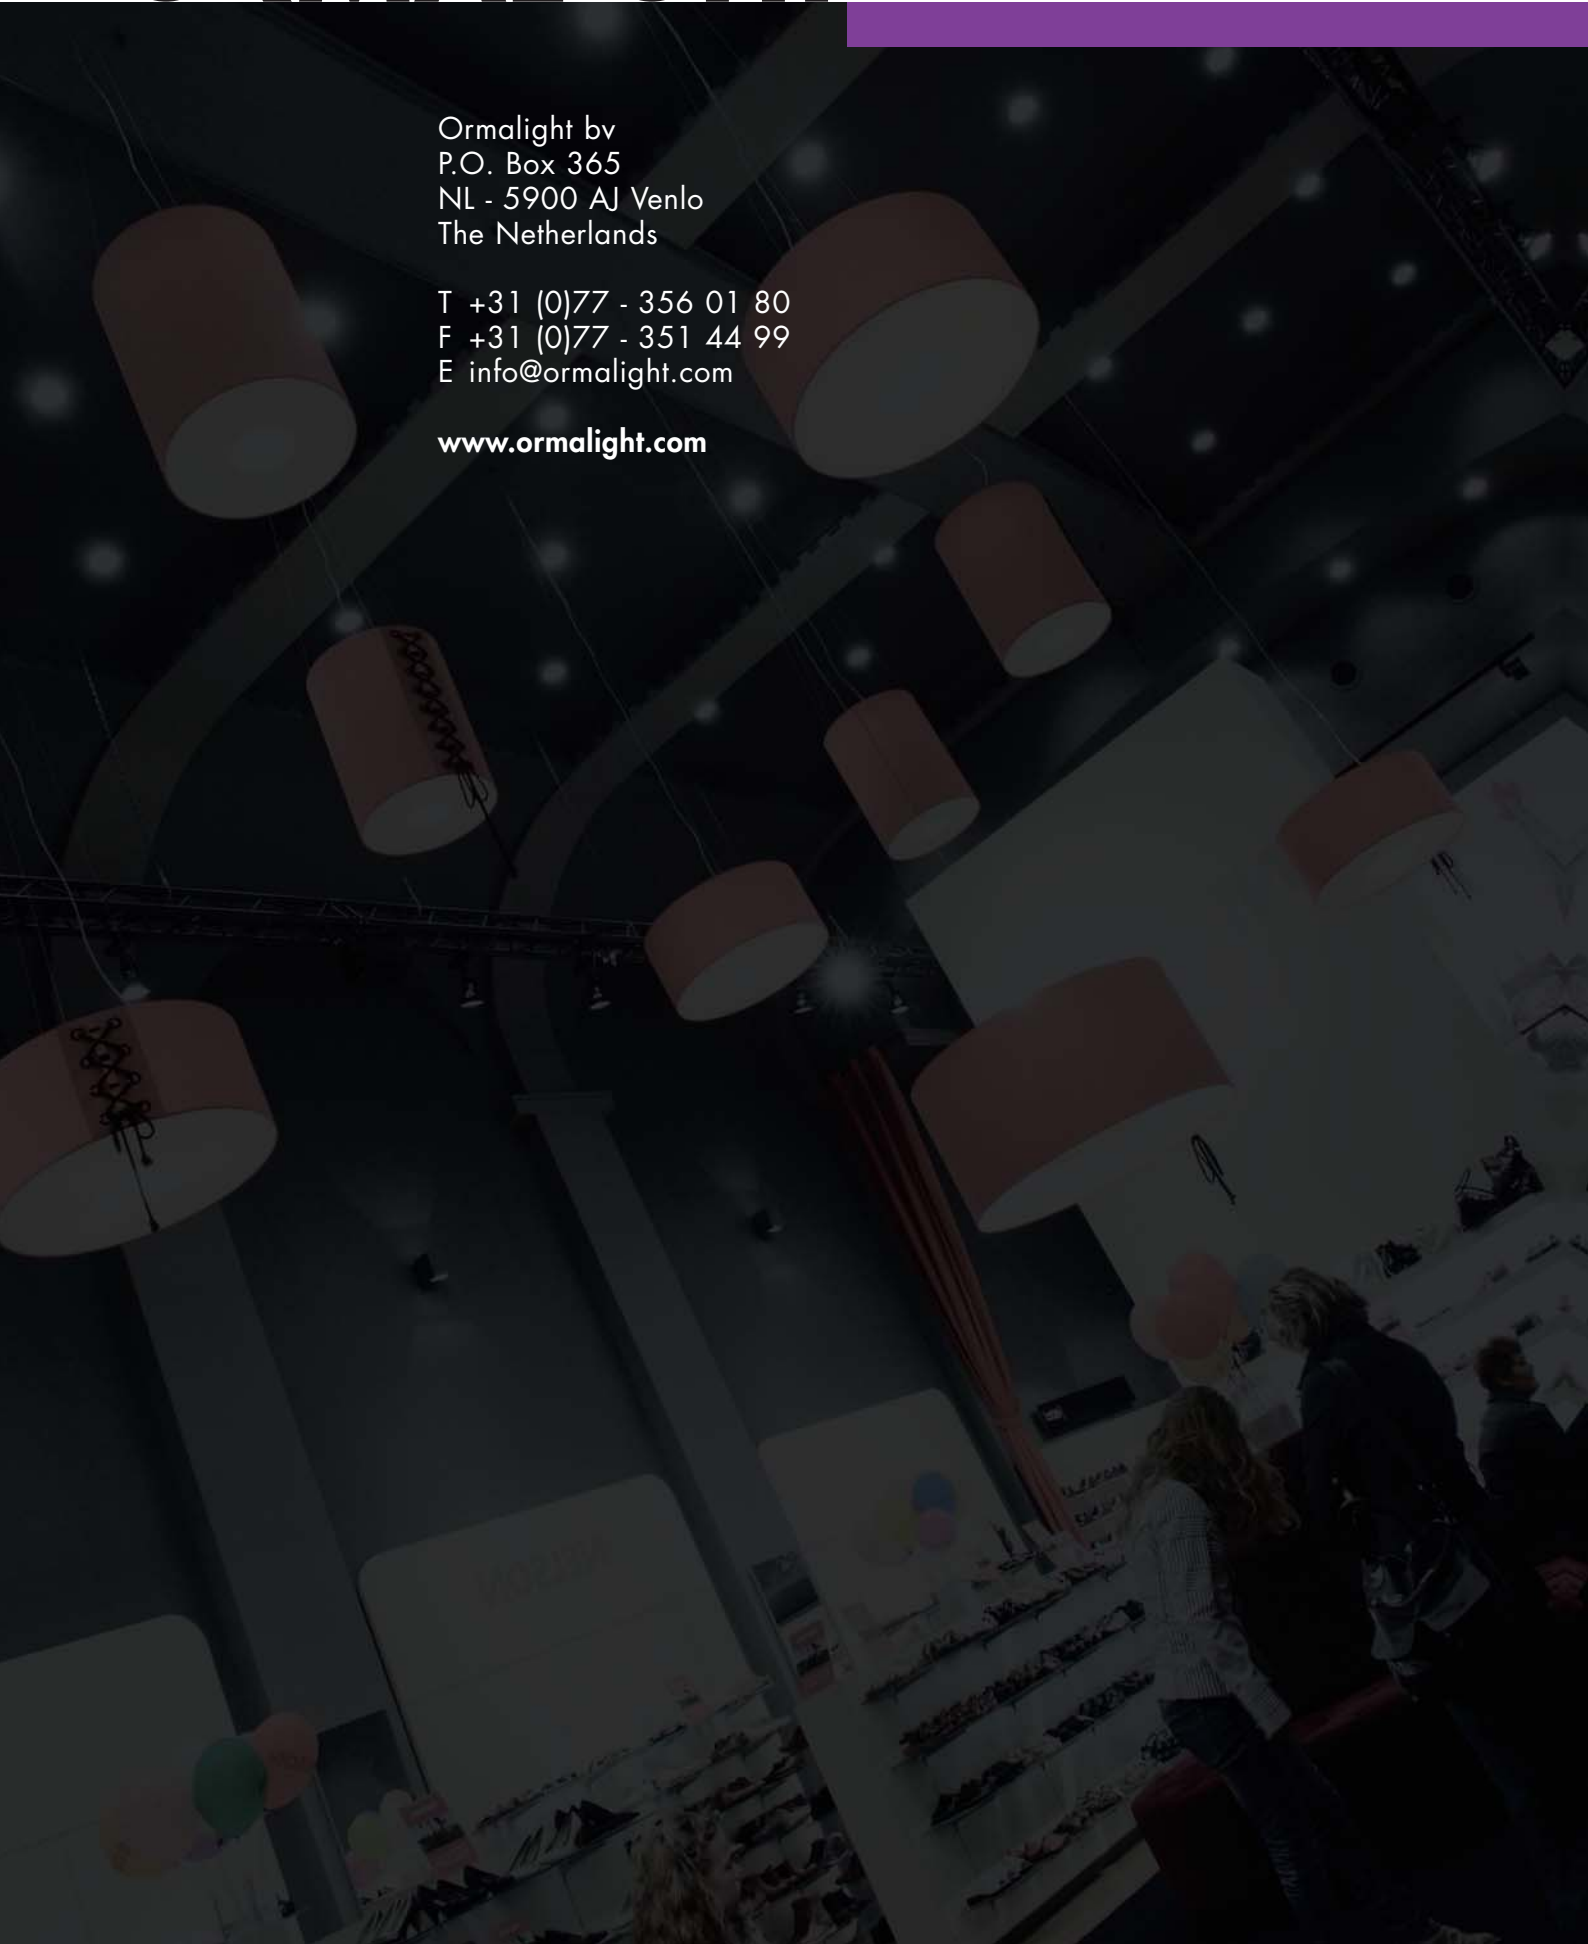 Ormalight bv
P.O. Box 365
NL - 5900 AJ Venlo
The Netherlands
T +31 (0)77 - 356 01 80
F +31 (0)77 - 351 44 99
E info@ormalight.com
www.ormalight.com
NELSON